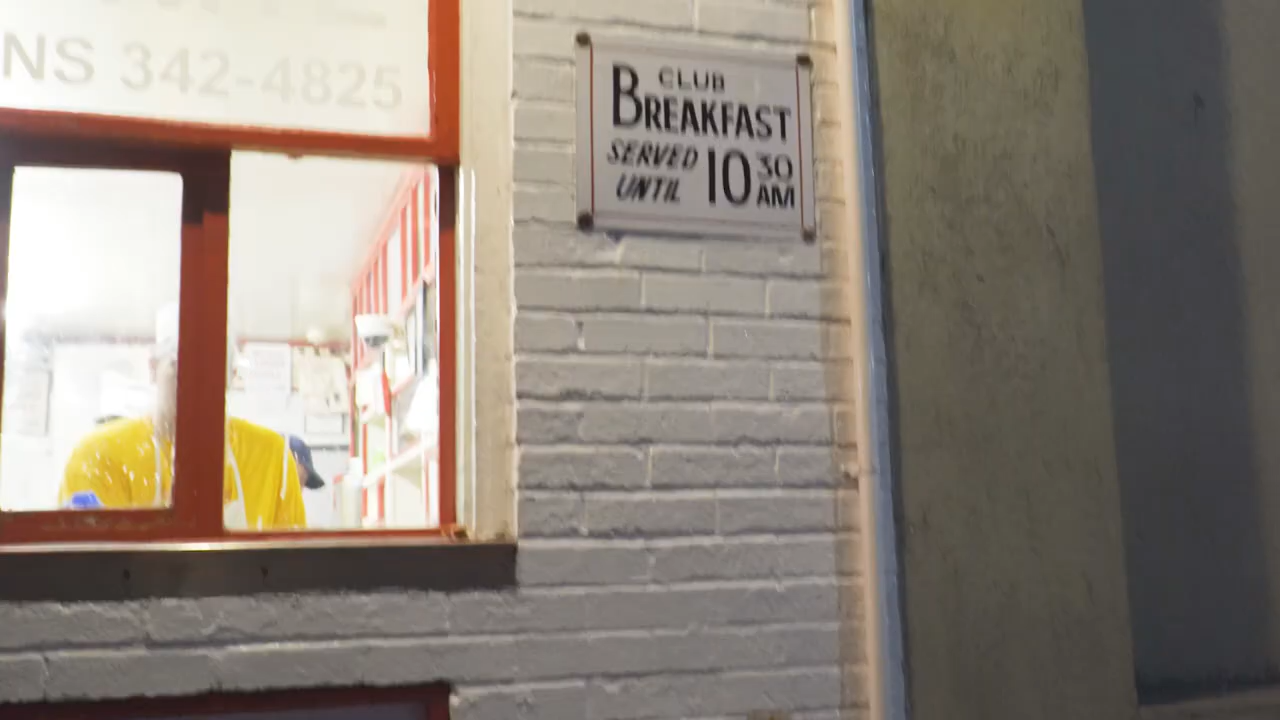 NS 342-4825
CLUB
BREAKFAST
SERVED
UNTIL
10 30 AM